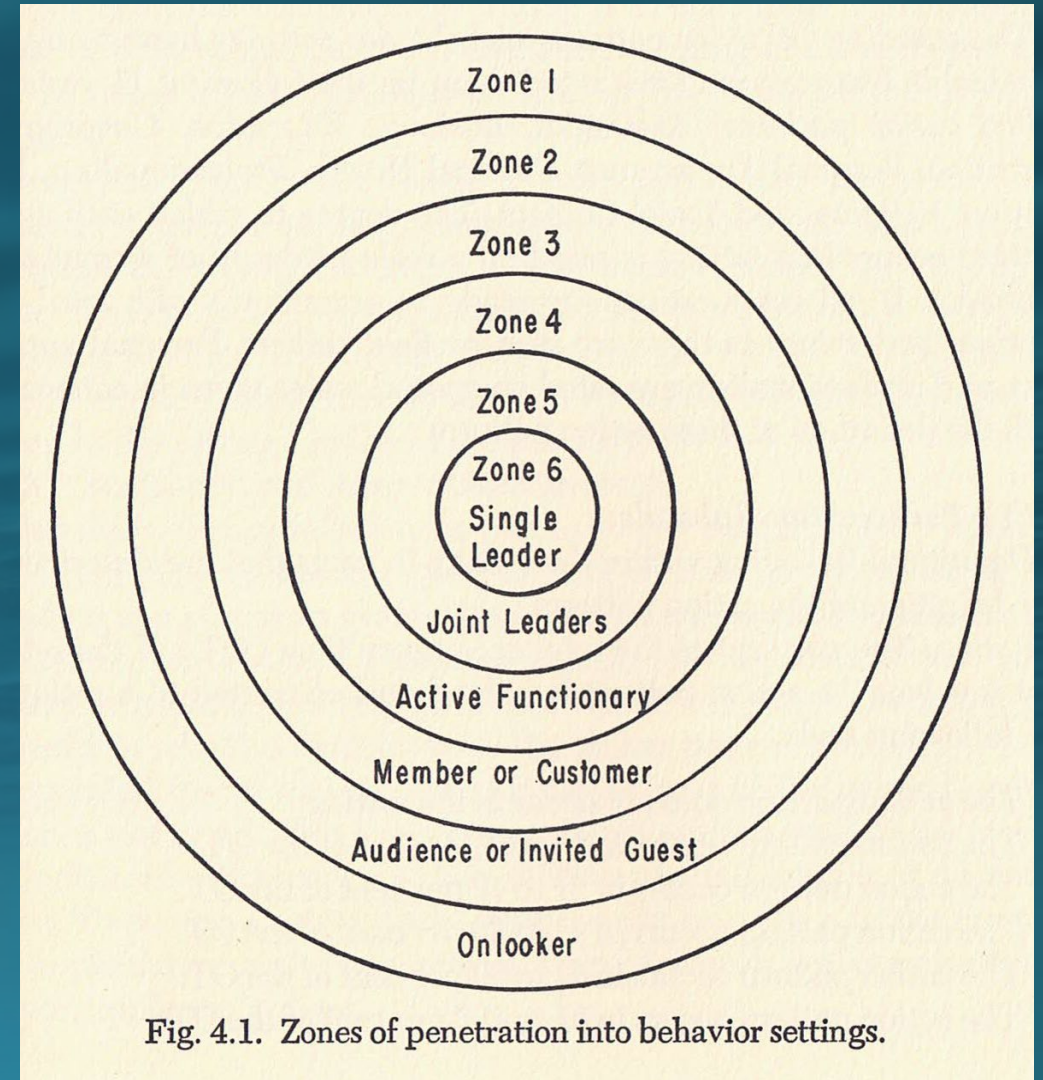 Zone 1
Zone 2
Zone 3
Zone 4
Zone 5
Zone 6
Single
Leader
Joint Leaders
Active Functionary
Member or Customer
Audience or Invited Guest
Onlooker
Fig. 4.1. Zones of penetration into behavior settings.